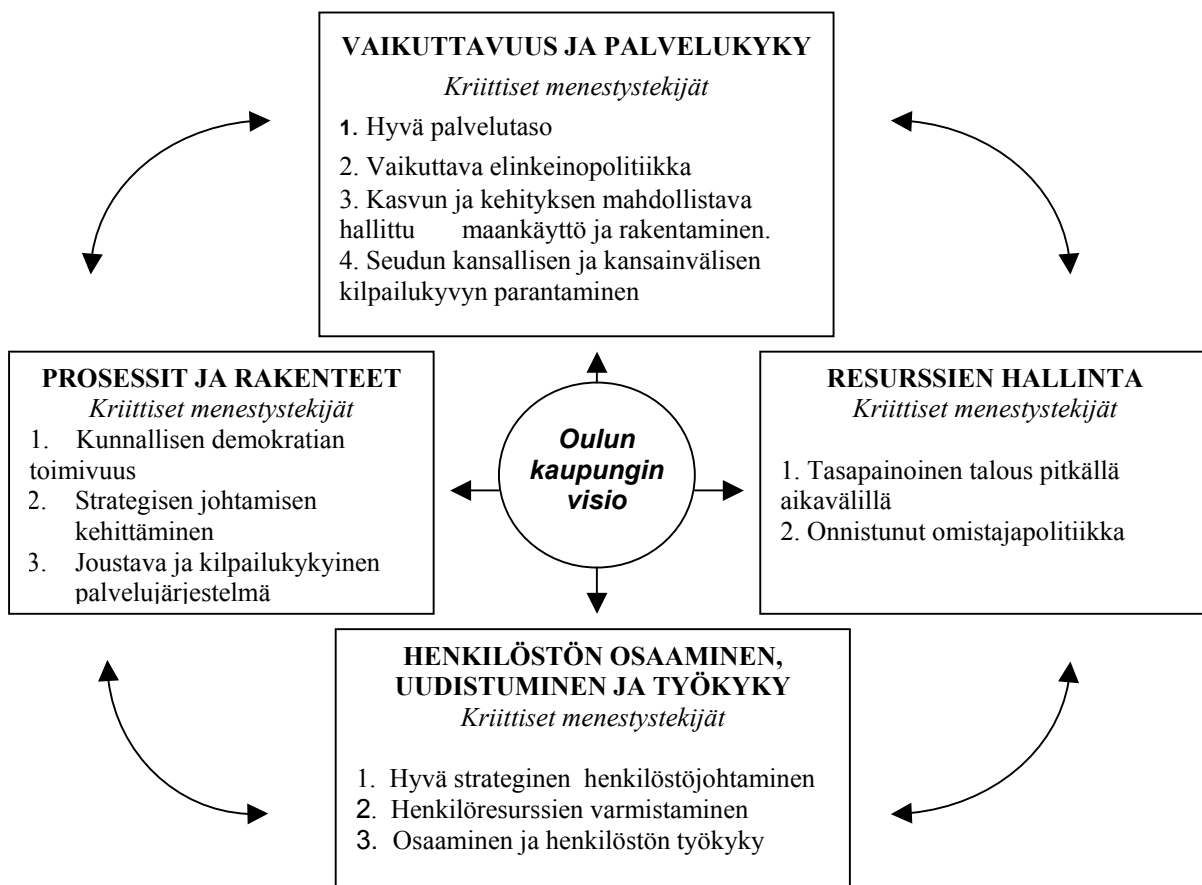 VAIKUTTAVUUS JA PALVELUKYKY
Kriittiset menestystekijät
1. Hyvä palvelutaso
2. Vaikuttava elinkeinopolitiikka
3. Kasvun ja kehityksen mahdollistava
hallittu maankäyttö ja rakentaminen.
4. Seudun kansallisen ja kansainvälisen
kilpailukyvyn parantaminen
PROSESSIT JA RAKENTEET
Kriittiset menestystekijät
1. Kunnallisen demokratian
toimivuus
2. Strategisen johtamisen
kehittäminen
3. Joustava ja kilpailukykyinen
palvelujärjestelmä
Oulun
kaupungin
visio
RESURSSIEN HALLINTA
Kriittiset menestystekijät
1. Tasapainoinen talous pitkällä
aikavälillä
2. Onnistunut omistajapolitiikka
HENKILÖSTÖN OSAAMINEN,
UUDISTUMINEN JA TYÖKYKY
Kriittiset menestystekijät
1. Hyvä strateginen henkilöstöjohtaminen
2. Henkilöresurssien varmistaminen
3. Osaaminen ja henkilöstön työkyky